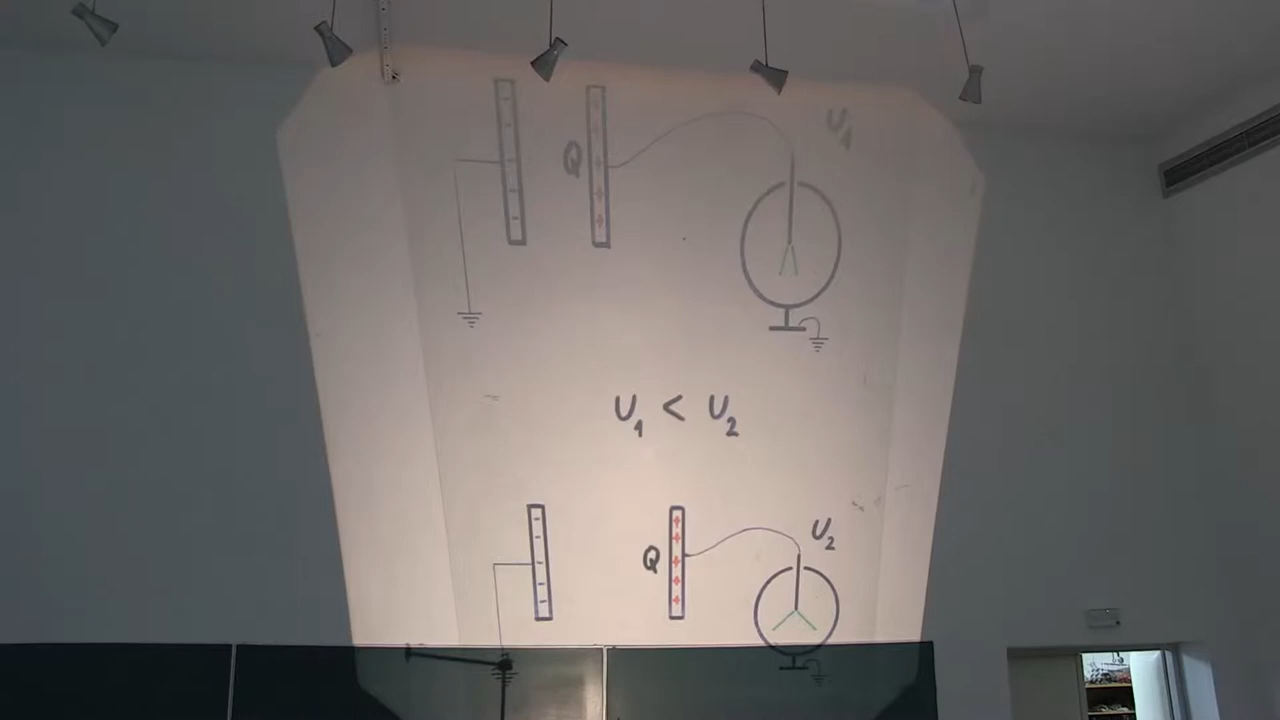 Q U₁
U₁ < U₂
Q U₂